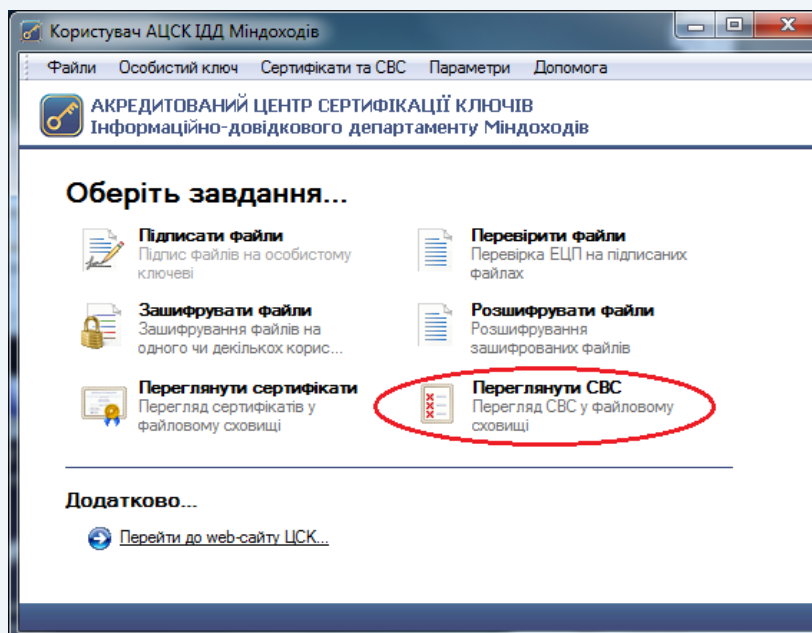 Користувач АЦСК ІДД Міндоходів
Файли Особистий ключ Сертифікати та СВС Параметри Допомога
АКРЕДИТОВАНИЙ ЦЕНТР СЕРТИФІКАЦІЇ КЛЮЧІВ
Інформаційно-довідкового департаменту Міндоходів
Оберіть завдання...
Підписати файли
Підпис файлів на особистому
ключеві
Перевірити файли
Перевірка ЕЦП на підписаних
файлах
Зашифрувати файли
Зашифрування файлів на
одного чи декількох корис...
Розшифрувати файли
Розшифрування
зашифрованих файлів
Переглянути сертифікати
Перегляд сертифікатів у
файловому сховищі
Переглянути СВС
Перегляд СВС у файловому
сховищі
Додатково...
Перейти до web-сайту ЦСК...